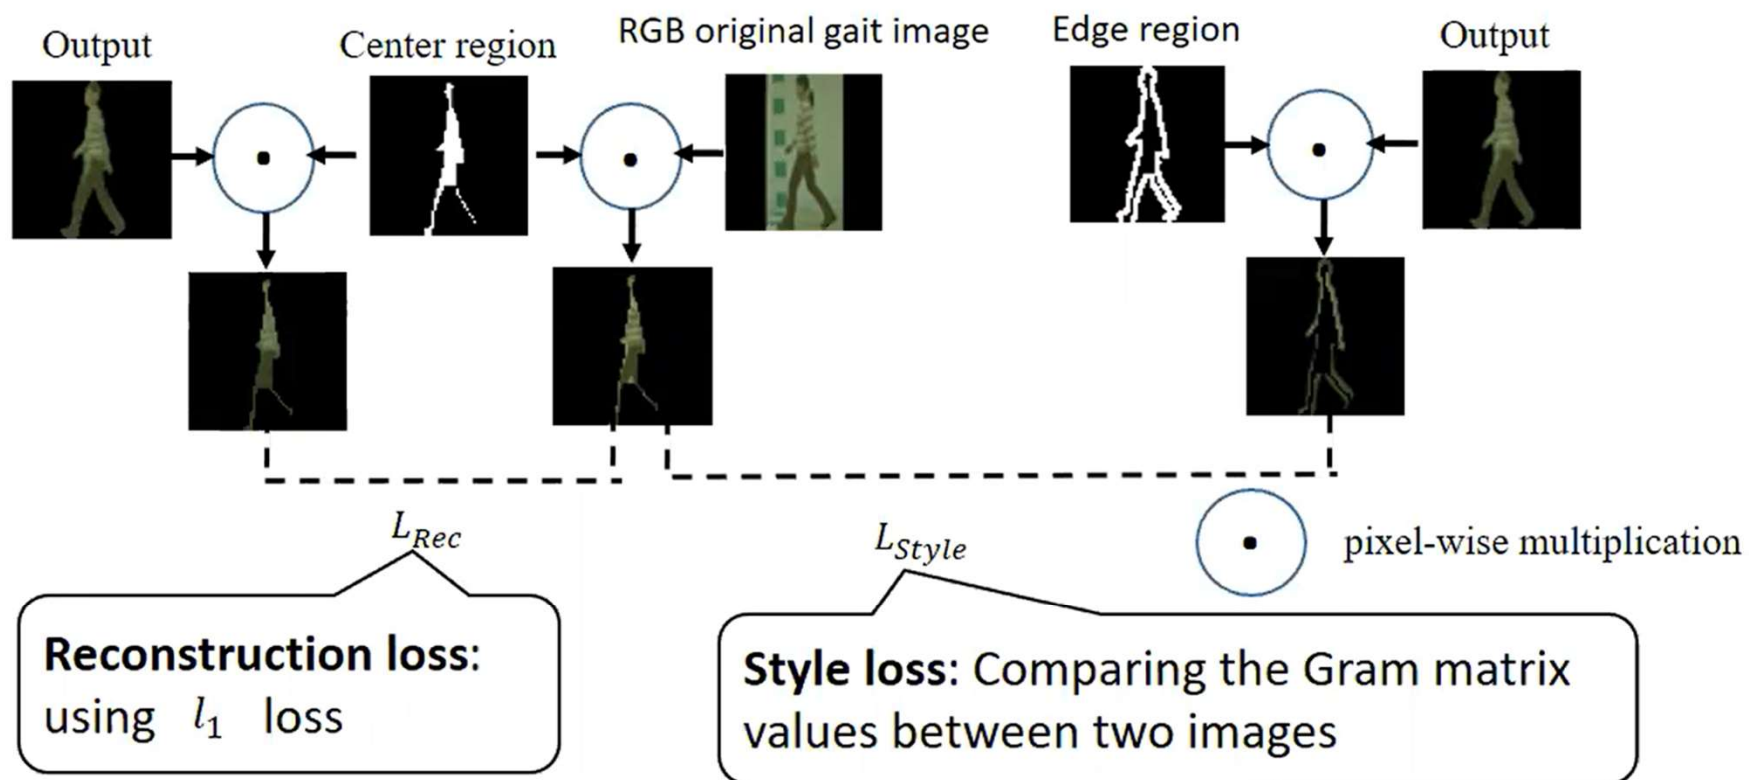 Output
Center region
RGB original gait image
Edge region
Output
L_Rec
L_Style
pixel-wise multiplication
Reconstruction loss:
using l₁ loss
Style loss: Comparing the Gram matrix
values between two images